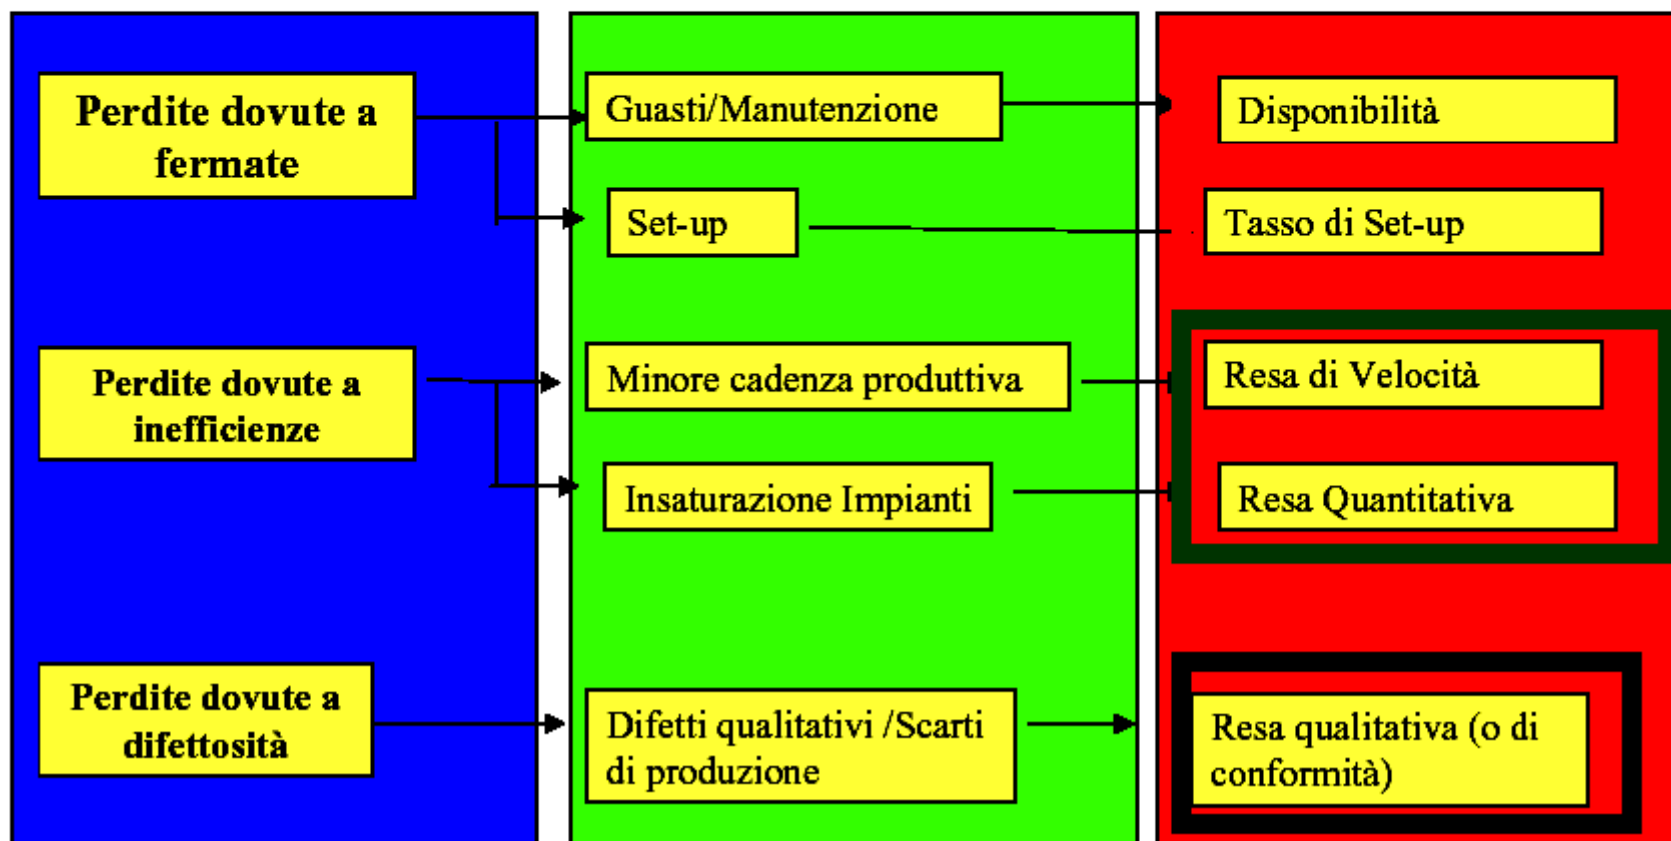 Perdite dovute a
fermate
Guasti/Manutenzione
Disponibilità
Set-up
Tasso di Set-up
Perdite dovute a
inefficienze
Minore cadenza produttiva
Resa di Velocità
Insaturazione Impianti
Resa Quantitativa
Perdite dovute a
difettosità
Difetti qualitativi /Scarti
di produzione
Resa qualitativa (o di
conformità)